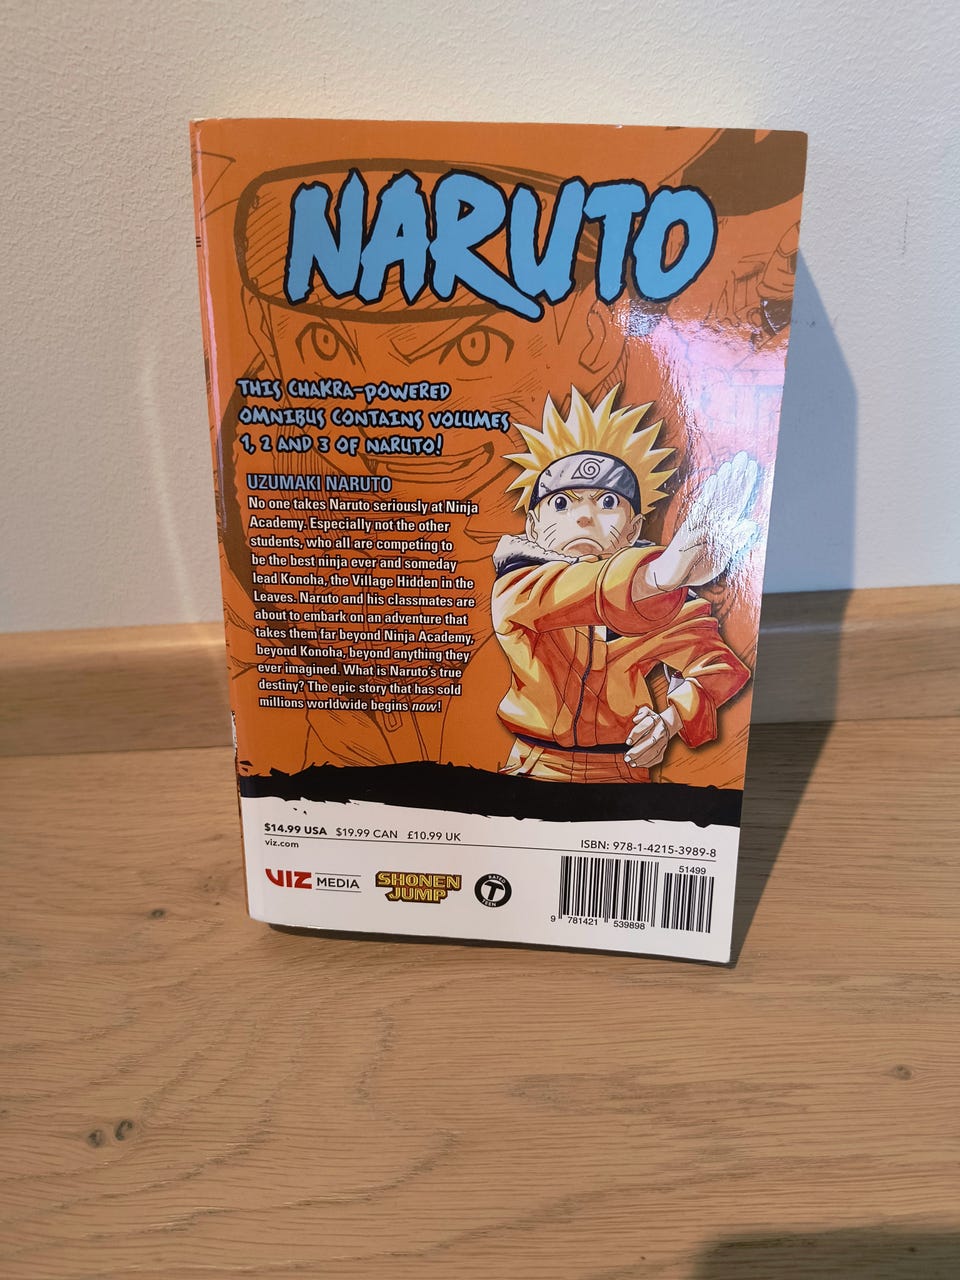 NARUTO
THIS CHAKRA-POWERED
OMNIBUS CONTAINS VOLUMES
1, 2 AND 3 OF NARUTO!
UZUMAKI NARUTO
No one takes Naruto seriously at Ninja
Academy. Especially not the other
students, who all are competing to
be the best ninja ever and someday
lead Konoha, the Village Hidden in the
Leaves. Naruto and his classmates are
about to embark on an adventure that
takes them far beyond Ninja Academy,
beyond Konoha, beyond anything they
ever imagined. What is Naruto's true
destiny? The epic story that has sold
millions worldwide begins now!
$14.99 USA $19.99 CAN £10.99 UK
viz.com
ISBN: 978-1-4215-3989-8
51499
VIZ MEDIA
SHONEN
JUMP
RATED
T
TEEN
9 781421 539898